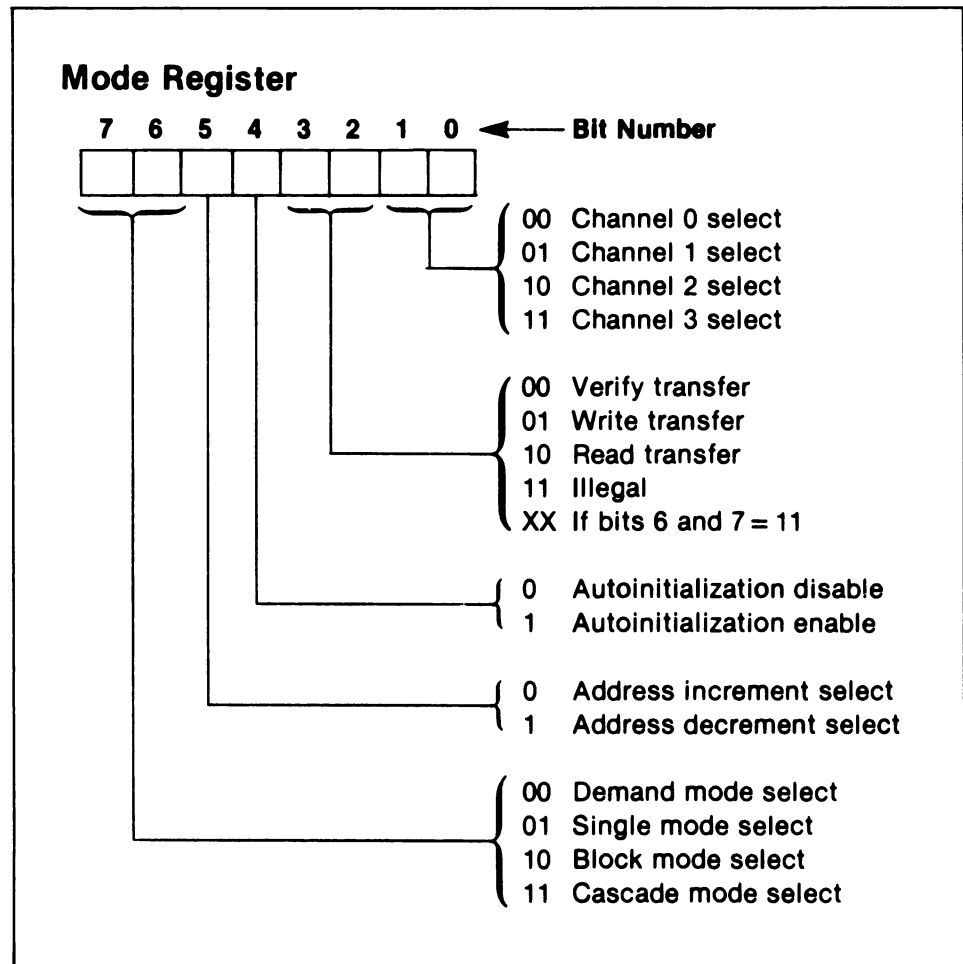 Mode Register
7 6 5 4 3 2 1 0 Bit Number
00 Channel 0 select
01 Channel 1 select
10 Channel 2 select
11 Channel 3 select
00 Verify transfer
01 Write transfer
10 Read transfer
11 Illegal
XX If bits 6 and 7 = 11
0 Autoinitialization disable
1 Autoinitialization enable
0 Address increment select
1 Address decrement select
00 Demand mode select
01 Single mode select
10 Block mode select
11 Cascade mode select